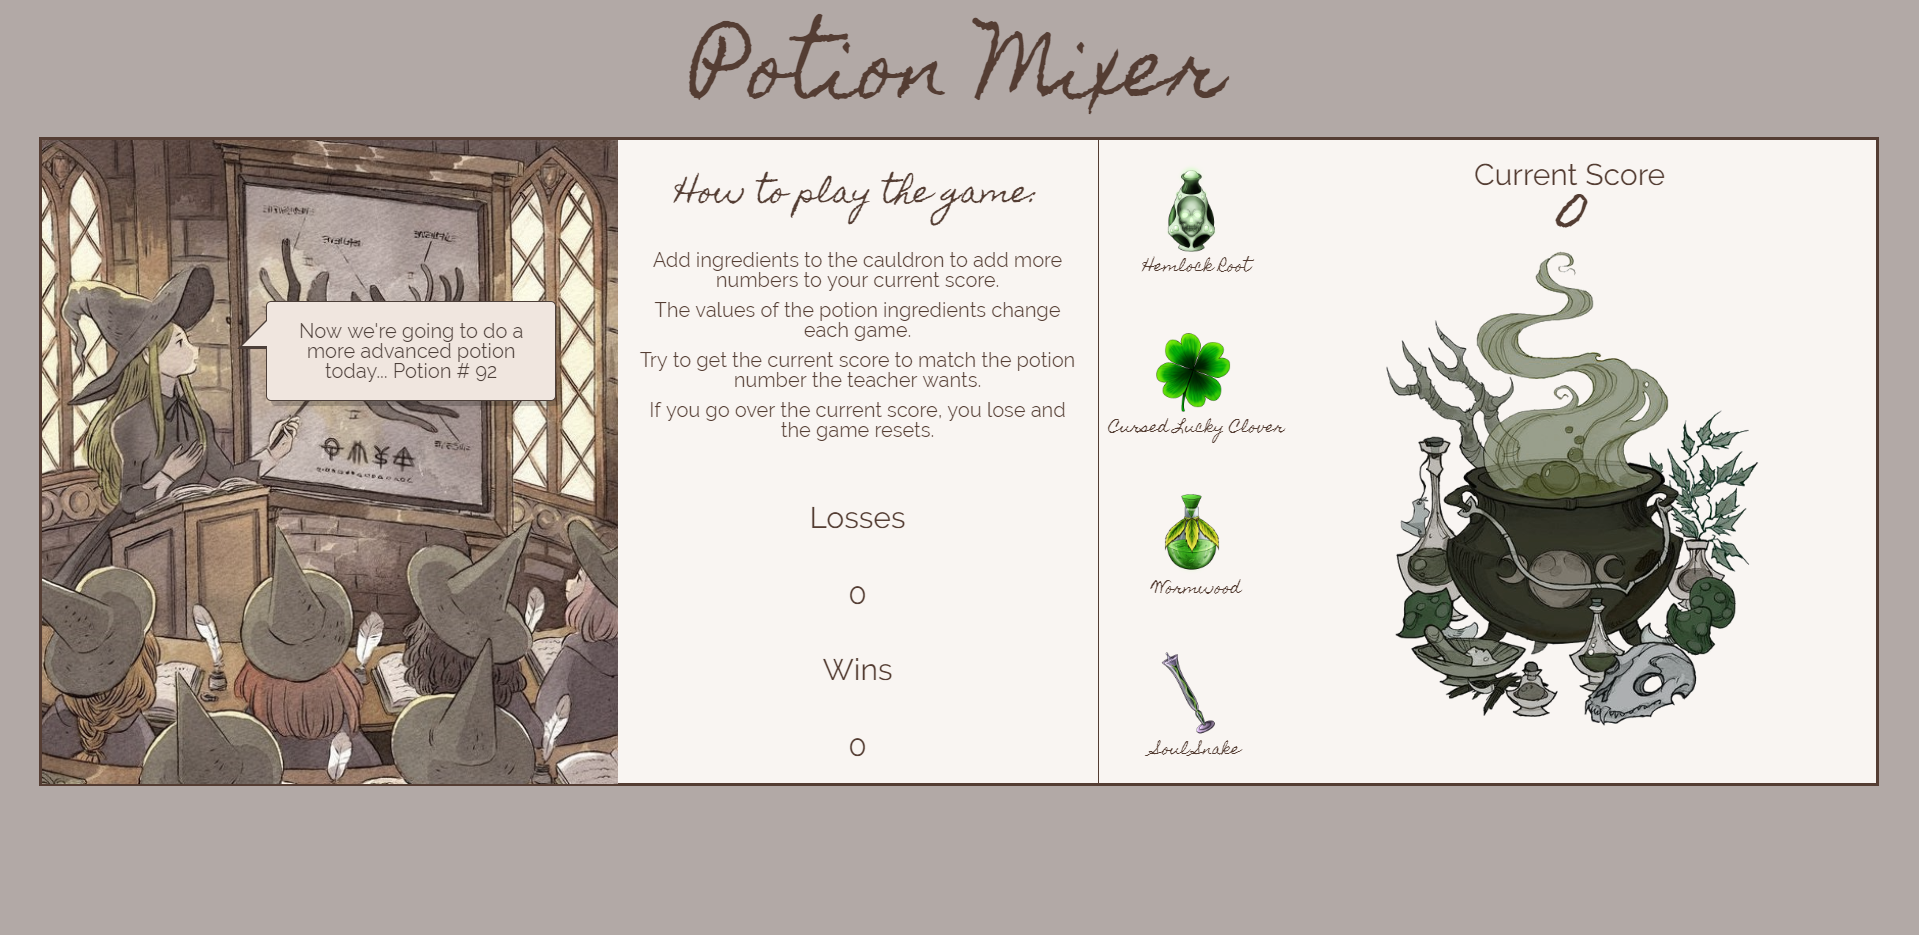 Potion Mixer
Now we're going to do a
more advanced potion
today... Potion # 92
How to play the game:
Add ingredients to the cauldron to add more
numbers to your current score.
The values of the potion ingredients change
each game.
Try to get the current score to match the potion
number the teacher wants.
If you go over the current score, you lose and
the game resets.
Losses
0
Wins
0
Hemlock Root
Cursed Lucky Clover
Wormwood
Soul Snake
Current Score
0